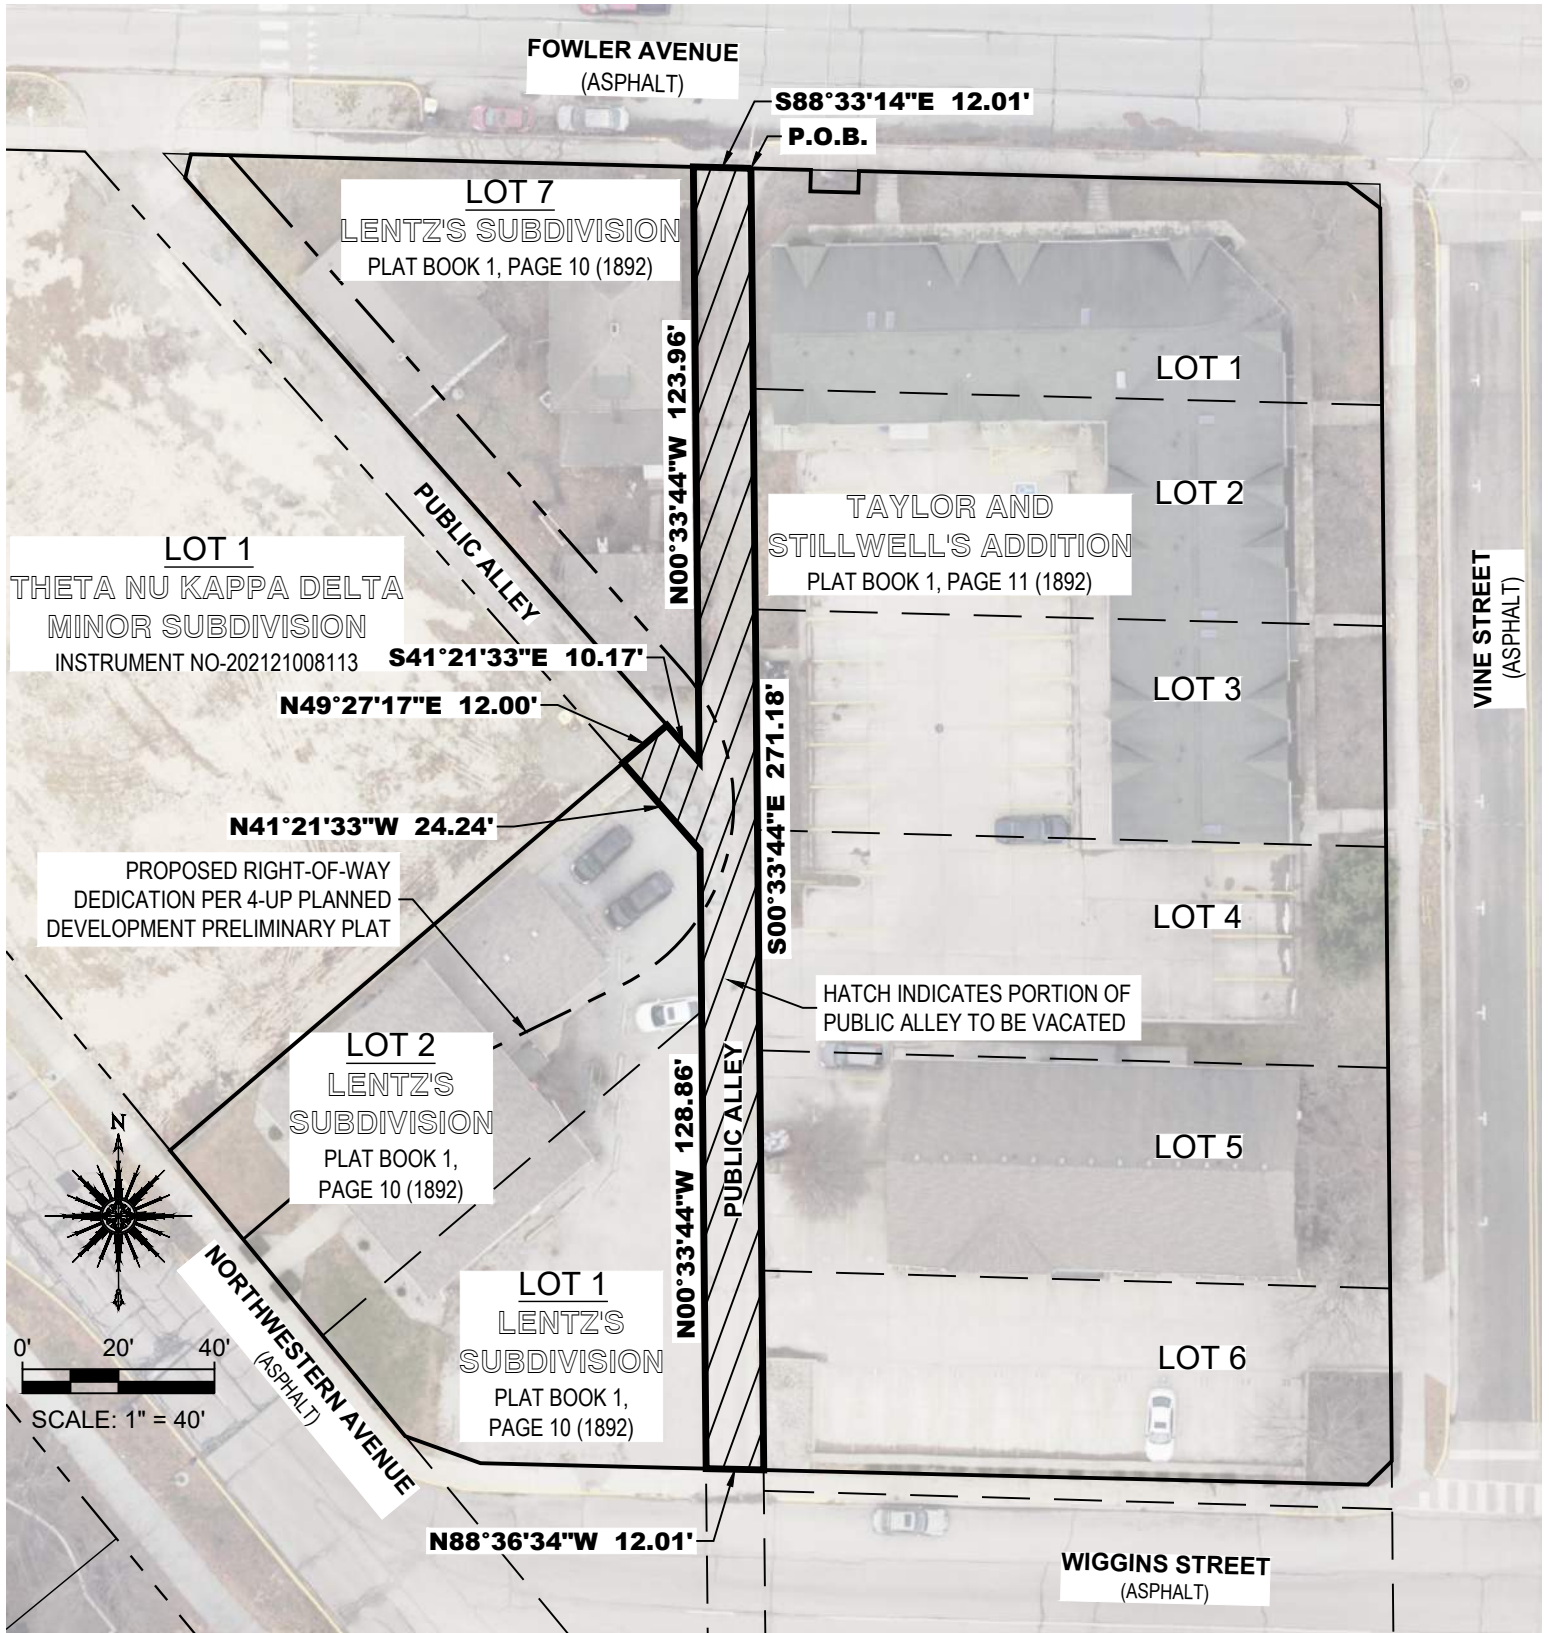 FOWLER AVENUE
(ASPHALT)
S88°33'14"E 12.01'
P.O.B.
LOT 7
LENTZ'S SUBDIVISION
PLAT BOOK 1, PAGE 10 (1892)
N00°33'44"W 123.96'
LOT 1
LOT 2
PUBLIC ALLEY
TAYLOR AND
STILLWELL'S ADDITION
PLAT BOOK 1, PAGE 11 (1892)
LOT 1
THETA NU KAPPA DELTA
MINOR SUBDIVISION
INSTRUMENT NO-202121008113
VINE STREET
(ASPHALT)
S41°21'33"E 10.17'
N49°27'17"E 12.00'
LOT 3
S00°33'44"E 271.18'
N41°21'33"W 24.24'
PROPOSED RIGHT-OF-WAY
DEDICATION PER 4-UP PLANNED
DEVELOPMENT PRELIMINARY PLAT
LOT 4
HATCH INDICATES PORTION OF
PUBLIC ALLEY TO BE VACATED
LOT 2
LENTZ'S
SUBDIVISION
PLAT BOOK 1,
PAGE 10 (1892)
N00°33'44"W 128.86'
PUBLIC ALLEY
LOT 5
N
NORTHWESTERN AVENUE
(ASPHALT)
LOT 1
LENTZ'S
SUBDIVISION
PLAT BOOK 1,
PAGE 10 (1892)
LOT 6
0' 20' 40'
SCALE: 1" = 40'
N88°36'34"W 12.01'
WIGGINS STREET
(ASPHALT)